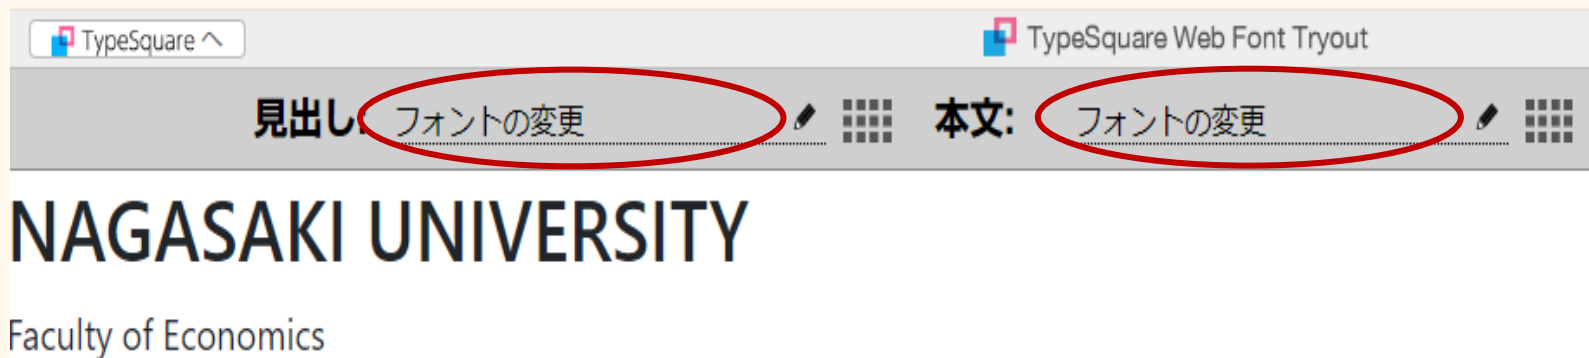 TypeSquare へ
TypeSquare Web Font Tryout
見出し: フォントの変更 本文: フォントの変更
NAGASAKI UNIVERSITY
Faculty of Economics